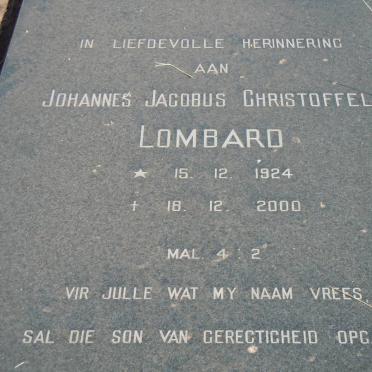 IN LIEFDEVOLLE HERINNERING
AAN
JOHANNES JACOBUS CHRISTOFFEL
LOMBARD
★ 15. 12. 1924
† 18. 12. 2000
MAL. 4 : 2
VIR JULLE WAT MY NAAM VREES,
SAL DIE SON VAN GERECTIGHEID OPG